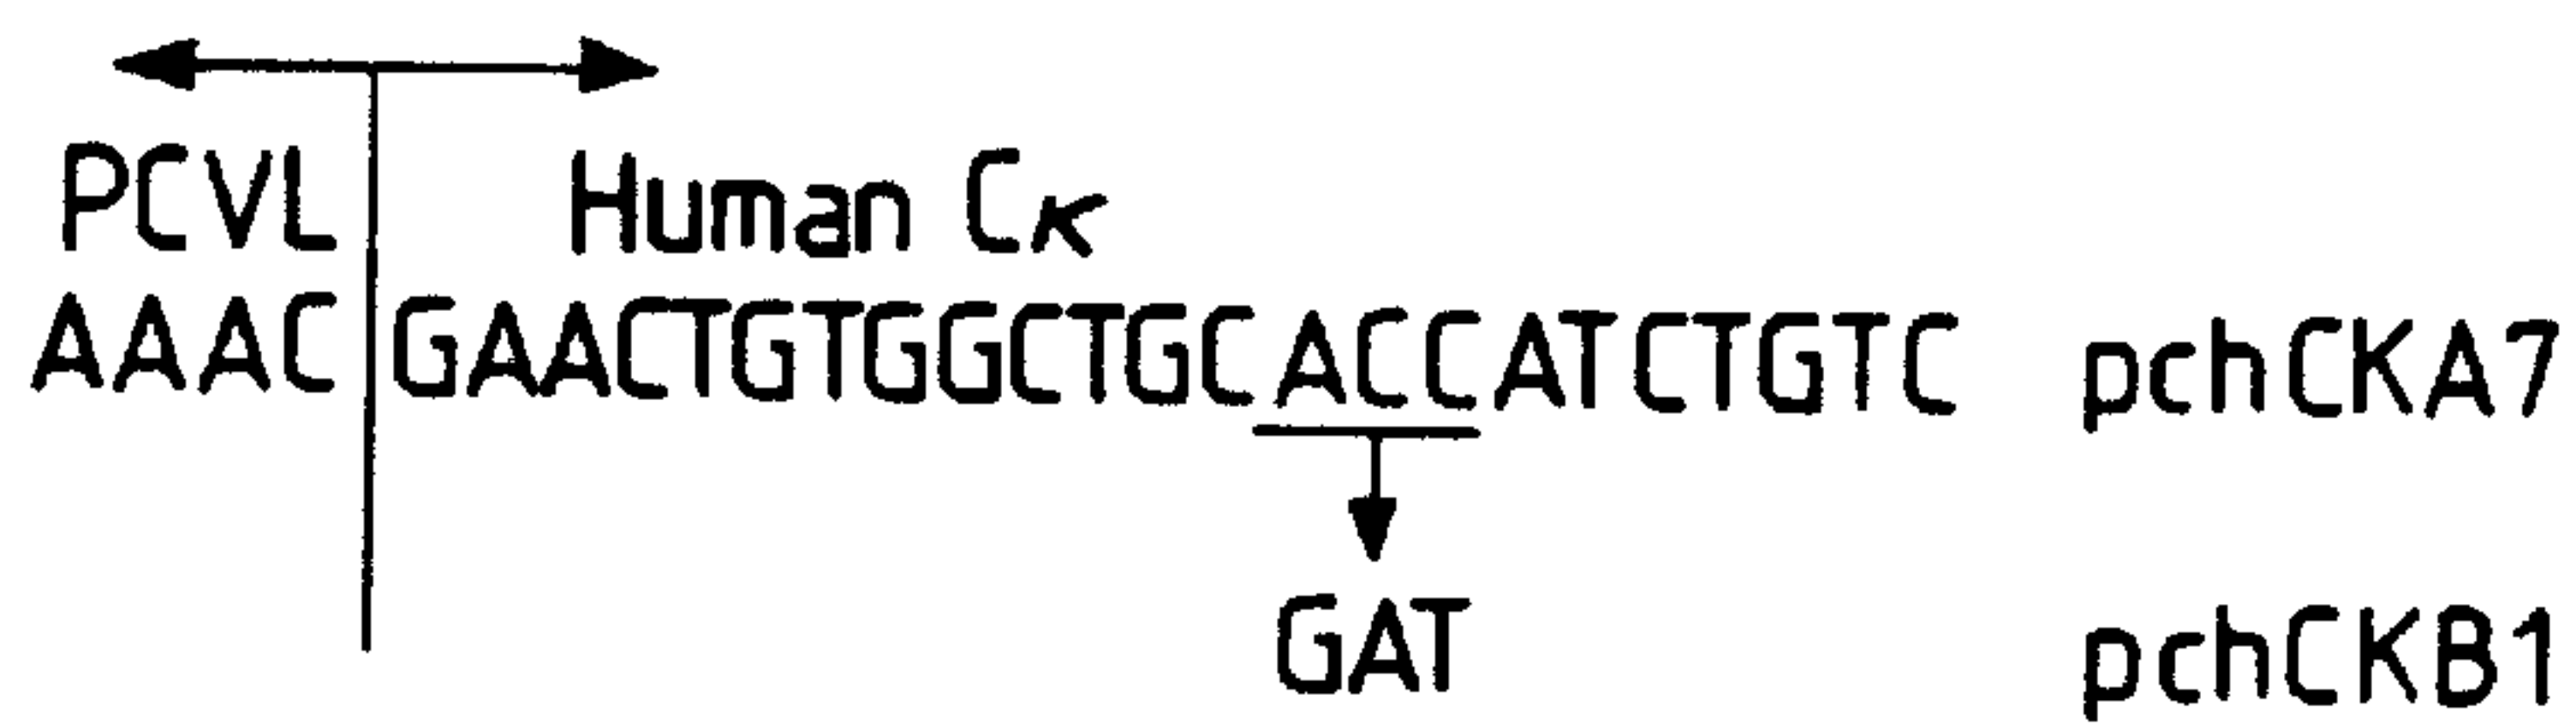 PCVL Human Cκ
AAAC GAACTGTGGCTGCACCATCTGTC pchCKA7
GAT pchCKB1